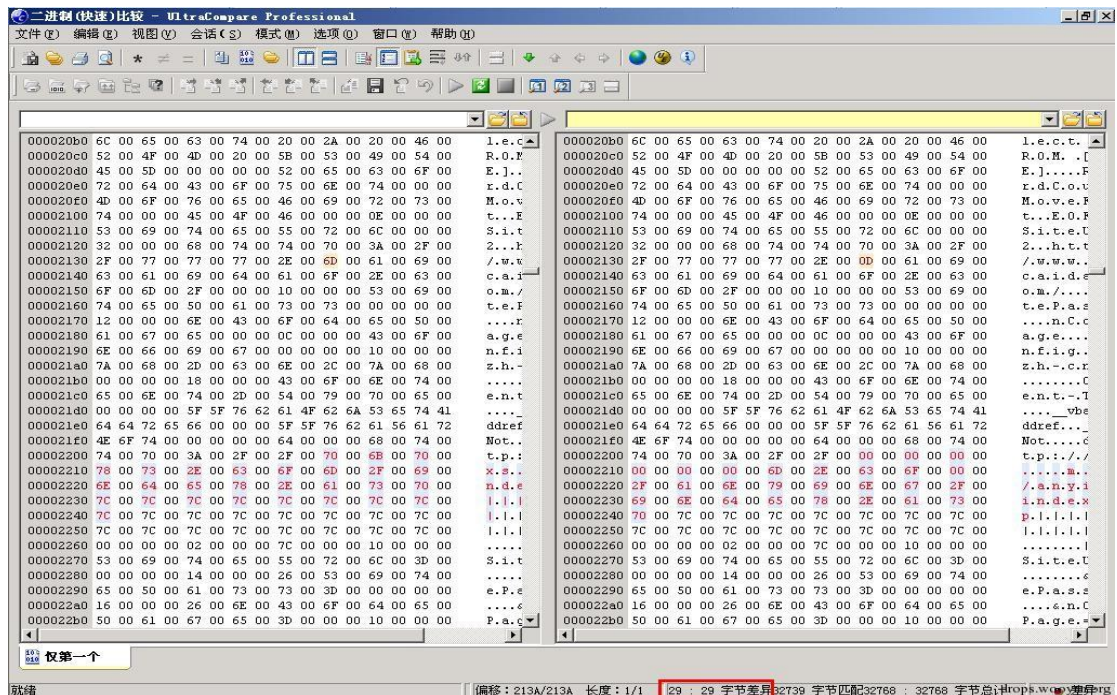 二进制(快速)比较 - UltraCompare Professional
文件(F) 编辑(E) 视图(V) 会话(S) 模式(M) 选项(O) 窗口(W) 帮助(H)
000020b0 6C 00 65 00 63 00 74 00 20 00 2A 00 20 00 46 00 l.e.c
000020c0 52 00 4F 00 4D 00 20 00 5B 00 53 00 49 00 54 00 R.O.M
000020d0 45 00 5D 00 00 00 00 00 52 00 65 00 63 00 6F 00 E.]..
000020e0 72 00 64 00 43 00 6F 00 75 00 6E 00 74 00 00 00 r.d.C
000020f0 4D 00 6F 00 76 00 65 00 46 00 69 00 72 00 73 00 M.o.v
00002100 74 00 00 00 45 00 4F 00 46 00 00 00 0E 00 00 00 t...E
00002110 53 00 69 00 74 00 65 00 55 00 72 00 6C 00 00 00 S.i.t
00002120 32 00 00 00 68 00 74 00 74 00 70 00 3A 00 2F 00 2...h
00002130 2F 00 77 00 77 00 77 00 2E 00 6D 00 61 00 69 00 /.w.w
00002140 63 00 61 00 69 00 64 00 61 00 6F 00 2E 00 63 00 c.a.i
00002150 6F 00 6D 00 2F 00 00 00 10 00 00 00 53 00 69 00 o.m./
00002160 74 00 65 00 50 00 61 00 73 00 73 00 00 00 00 00 t.e.P
00002170 12 00 00 00 6E 00 43 00 6F 00 64 00 65 00 50 00 ....n
00002180 61 00 67 00 65 00 00 00 0C 00 00 00 43 00 6F 00 a.g.e
00002190 6E 00 66 00 69 00 67 00 00 00 00 00 10 00 00 00 n.f.i
000021a0 7A 00 68 00 2D 00 63 00 6E 00 2C 00 7A 00 68 00 z.h.-
000021b0 00 00 00 00 18 00 00 00 43 00 6F 00 6E 00 74 00 .....
000021c0 65 00 6E 00 74 00 2D 00 54 00 79 00 70 00 65 00 e.n.t
000021d0 00 00 00 00 5F 5F 76 62 61 4F 62 6A 53 65 74 41 ...._
000021e0 64 64 72 65 66 00 00 00 5F 5F 76 62 61 56 61 72 ddref
000021f0 4E 6F 74 00 00 00 00 00 64 00 00 00 68 00 74 00 Not..
00002200 74 00 70 00 3A 00 2F 00 2F 00 70 00 6B 00 70 00 t.p.:
00002210 78 00 73 00 2E 00 63 00 6F 00 6D 00 2F 00 69 00 x.s..
00002220 6E 00 64 00 65 00 78 00 2E 00 61 00 73 00 70 00 n.d.e
00002230 7C 00 7C 00 7C 00 7C 00 7C 00 7C 00 7C 00 7C 00 |.|.|
00002240 7C 00 7C 00 7C 00 7C 00 7C 00 7C 00 7C 00 7C 00 |.|.|
00002250 7C 00 7C 00 7C 00 7C 00 7C 00 7C 00 7C 00 7C 00 |.|.|
00002260 00 00 00 00 02 00 00 00 7C 00 00 00 10 00 00 00 .....
00002270 53 00 69 00 74 00 65 00 55 00 72 00 6C 00 3D 00 S.i.t
00002280 00 00 00 00 14 00 00 00 26 00 53 00 69 00 74 00 .....
00002290 65 00 50 00 61 00 73 00 73 00 3D 00 00 00 00 00 e.P.a
000022a0 16 00 00 00 26 00 6E 00 43 00 6F 00 64 00 65 00 ....&
000022b0 50 00 61 00 67 00 65 00 3D 00 00 00 10 00 00 00 P.a.g
000020b0 6C 00 65 00 63 00 74 00 20 00 2A 00 20 00 46 00 l.e.c.t.
000020c0 52 00 4F 00 4D 00 20 00 5B 00 53 00 49 00 54 00 R.O.M. .[
000020d0 45 00 5D 00 00 00 00 00 52 00 65 00 63 00 6F 00 E.].....R
000020e0 72 00 64 00 43 00 6F 00 75 00 6E 00 74 00 00 00 r.d.C.o.u
000020f0 4D 00 6F 00 76 00 65 00 46 00 69 00 72 00 73 00 M.o.v.e.F
00002100 74 00 00 00 45 00 4F 00 46 00 00 00 0E 00 00 00 t...E.O.F
00002110 53 00 69 00 74 00 65 00 55 00 72 00 6C 00 00 00 S.i.t.e.U
00002120 32 00 00 00 68 00 74 00 74 00 70 00 3A 00 2F 00 2...h.t.t
00002130 2F 00 77 00 77 00 77 00 2E 00 0D 00 61 00 69 00 /.w.w.w..
00002140 63 00 61 00 69 00 64 00 61 00 6F 00 2E 00 63 00 c.a.i.d.a
00002150 6F 00 6D 00 2F 00 00 00 10 00 00 00 53 00 69 00 o.m./....
00002160 74 00 65 00 50 00 61 00 73 00 73 00 00 00 00 00 t.e.P.a.s
00002170 12 00 00 00 6E 00 43 00 6F 00 64 00 65 00 50 00 ....n.C.o
00002180 61 00 67 00 65 00 00 00 0C 00 00 00 43 00 6F 00 a.g.e....
00002190 6E 00 66 00 69 00 67 00 00 00 00 00 10 00 00 00 n.f.i.g..
000021a0 7A 00 68 00 2D 00 63 00 6E 00 2C 00 7A 00 68 00 z.h.-.c.n
000021b0 00 00 00 00 18 00 00 00 43 00 6F 00 6E 00 74 00 ........C
000021c0 65 00 6E 00 74 00 2D 00 54 00 79 00 70 00 65 00 e.n.t.-.T
000021d0 00 00 00 00 5F 5F 76 62 61 4F 62 6A 53 65 74 41 ....__vba
000021e0 64 64 72 65 66 00 00 00 5F 5F 76 62 61 56 61 72 ddref..._
000021f0 4E 6F 74 00 00 00 00 00 64 00 00 00 68 00 74 00 Not.....d
00002200 74 00 70 00 3A 00 2F 00 2F 00 00 00 00 00 00 00 t.p.:././
00002210 00 00 00 00 00 00 6D 00 2E 00 63 00 6F 00 00 00 ......m..
00002220 2F 00 61 00 6E 00 79 00 69 00 6E 00 67 00 2F 00 /.a.n.y.i
00002230 69 00 6E 00 64 00 65 00 78 00 2E 00 61 00 73 00 i.n.d.e.x
00002240 70 00 7C 00 7C 00 7C 00 7C 00 7C 00 7C 00 7C 00 p.|.|.|.|
00002250 7C 00 7C 00 7C 00 7C 00 7C 00 7C 00 7C 00 7C 00 |.|.|.|.|
00002260 00 00 00 00 02 00 00 00 7C 00 00 00 10 00 00 00 ........|
00002270 53 00 69 00 74 00 65 00 55 00 72 00 6C 00 3D 00 S.i.t.e.U
00002280 00 00 00 00 14 00 00 00 26 00 53 00 69 00 74 00 ........&
00002290 65 00 50 00 61 00 73 00 73 00 3D 00 00 00 00 00 e.P.a.s.s
000022a0 16 00 00 00 26 00 6E 00 43 00 6F 00 64 00 65 00 ....&.n.C
000022b0 50 00 61 00 67 00 65 00 3D 00 00 00 10 00 00 00 P.a.g.e.=
仅第一个
就绪 偏移：213A/213A 长度：1/1 29 : 29 字节差异32739 字节匹配32768 : 32768 字节总计